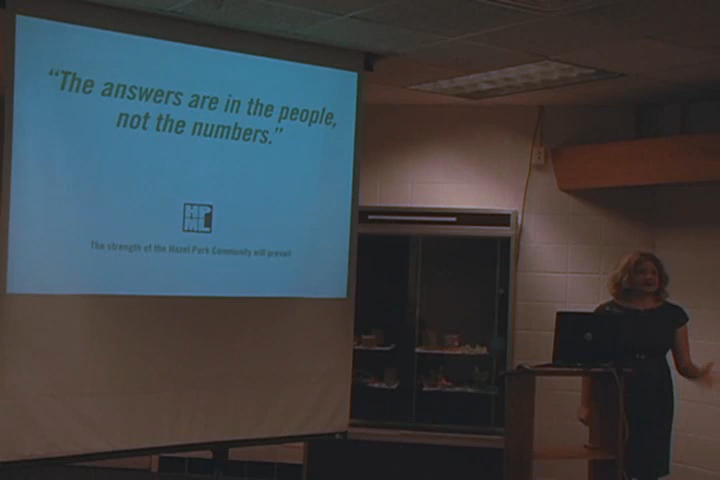 “The answers are in the people,
not the numbers.”
HP
ML
The strength of the Hazel Park Community will prevail